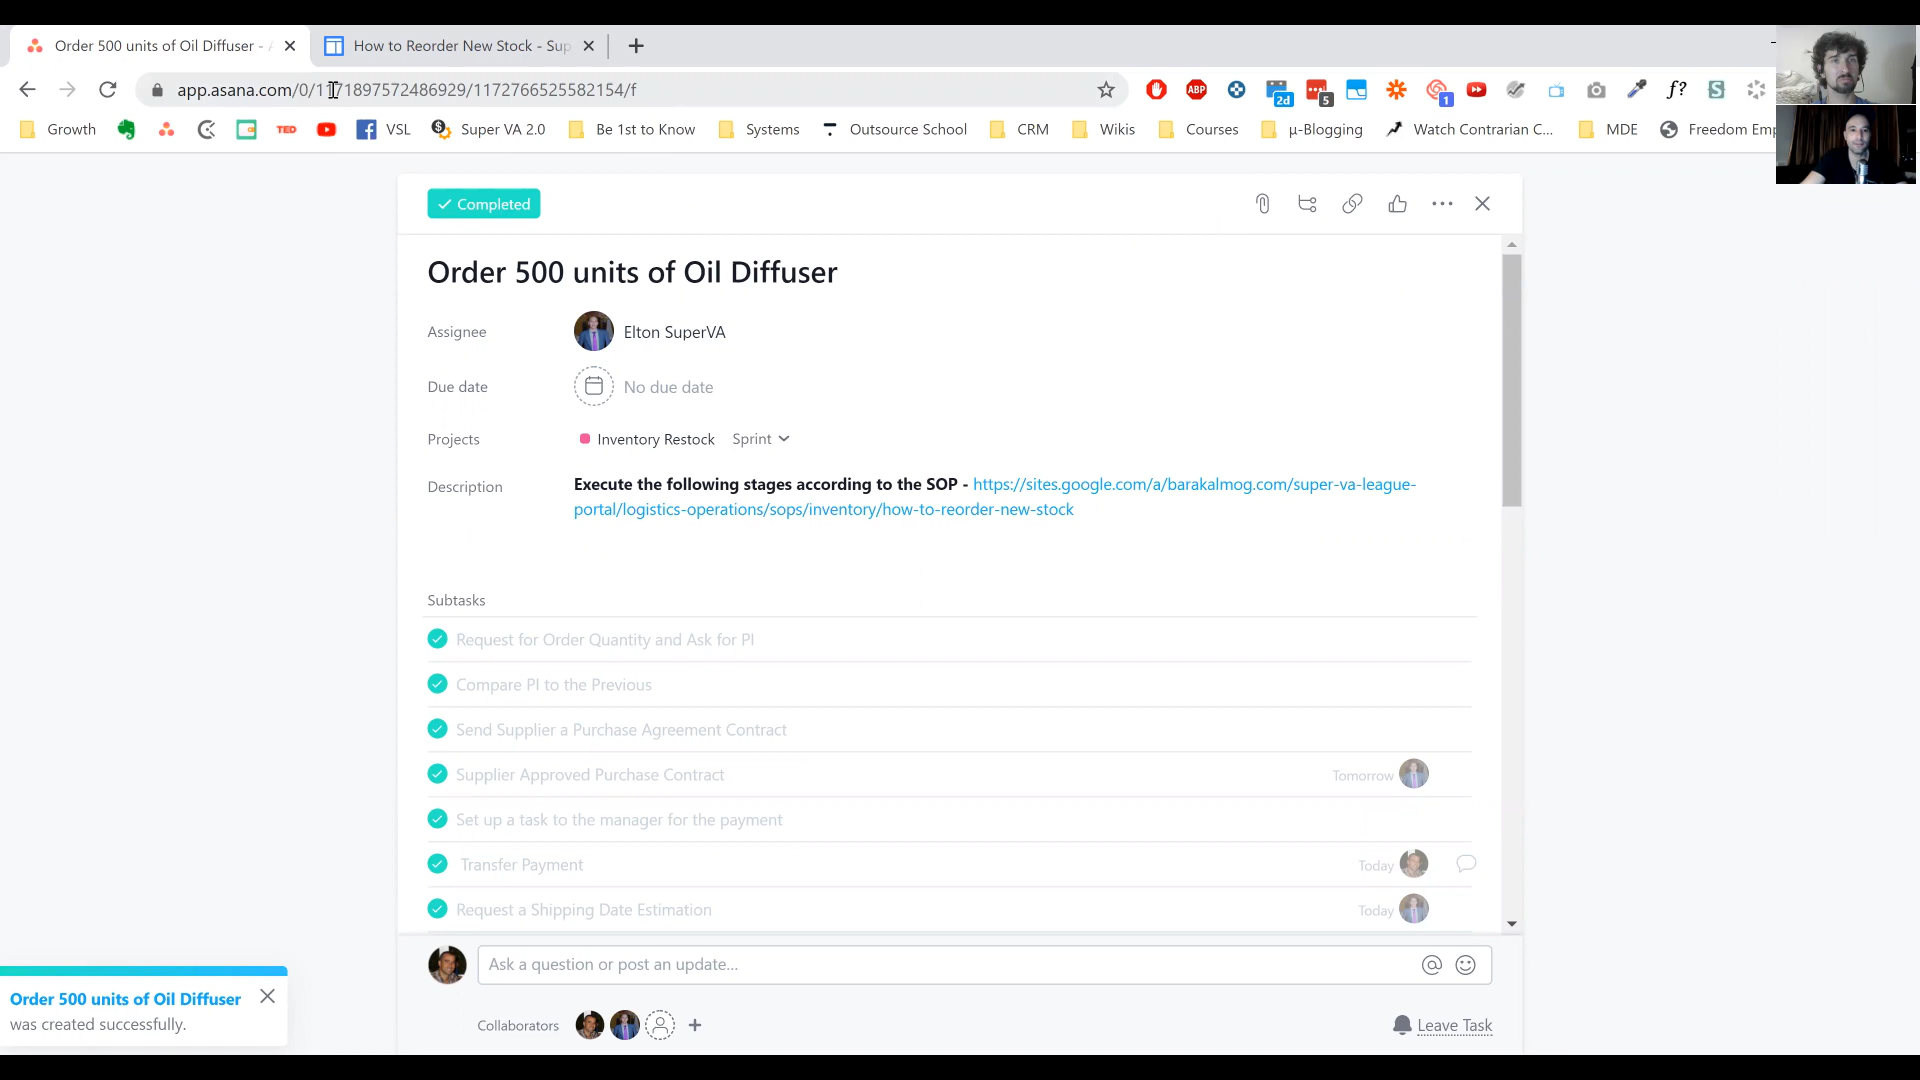 Order 500 units of Oil Diffuser - A
How to Reorder New Stock - Sup
app.asana.com/0/1171897572486929/1172766525582154/f
ABP
2d
5
1
f?
Growth
TED
VSL
Super VA 2.0
Be 1st to Know
Systems
Outsource School
CRM
Wikis
Courses
µ-Blogging
Watch Contrarian C...
MDE
Freedom Emp
Completed
Order 500 units of Oil Diffuser
Assignee
Elton SuperVA
Due date
No due date
Projects
Inventory Restock Sprint
Description
Execute the following stages according to the SOP - https://sites.google.com/a/barakalmog.com/super-va-league-
portal/logistics-operations/sops/inventory/how-to-reorder-new-stock
Subtasks
Request for Order Quantity and Ask for PI
Compare PI to the Previous
Send Supplier a Purchase Agreement Contract
Supplier Approved Purchase Contract
Tomorrow
Set up a task to the manager for the payment
Transfer Payment
Today
Request a Shipping Date Estimation
Today
Ask a question or post an update...
Collaborators
Leave Task
Order 500 units of Oil Diffuser
was created successfully.